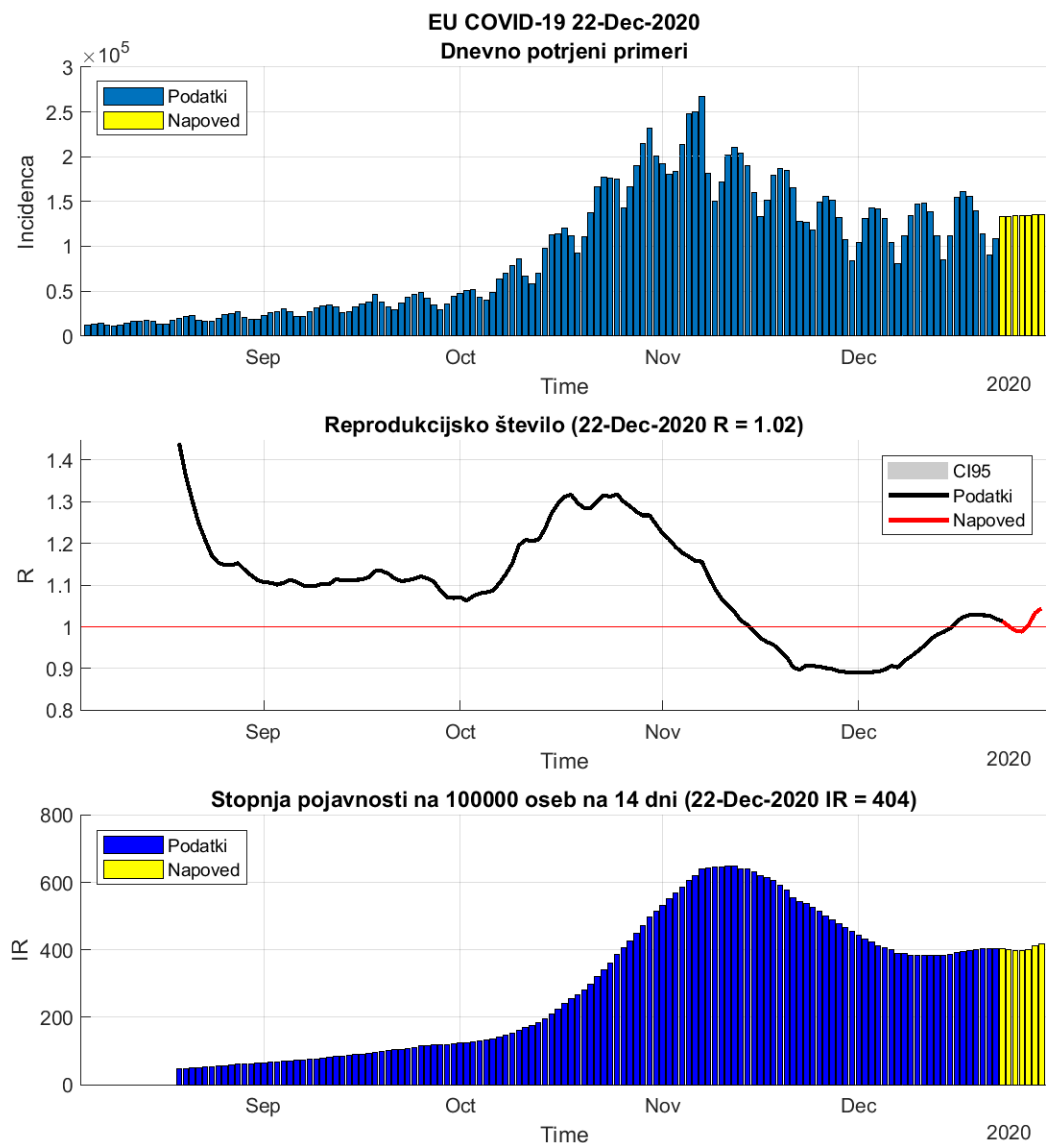 EU COVID-19 22-Dec-2020
Dnevno potrjeni primeri
×10^5
3
2.5
2
1.5
1
0.5
0
Incidenca
Podatki
Napoved
Sep
Oct
Nov
Dec
Time
2020
Reprodukcijsko število (22-Dec-2020 R = 1.02)
1.4
1.3
1.2
1.1
1
0.9
0.8
R
CI95
Podatki
Napoved
Sep
Oct
Nov
Dec
Time
2020
Stopnja pojavnosti na 100000 oseb na 14 dni (22-Dec-2020 IR = 404)
800
600
400
200
0
IR
Podatki
Napoved
Sep
Oct
Nov
Dec
Time
2020